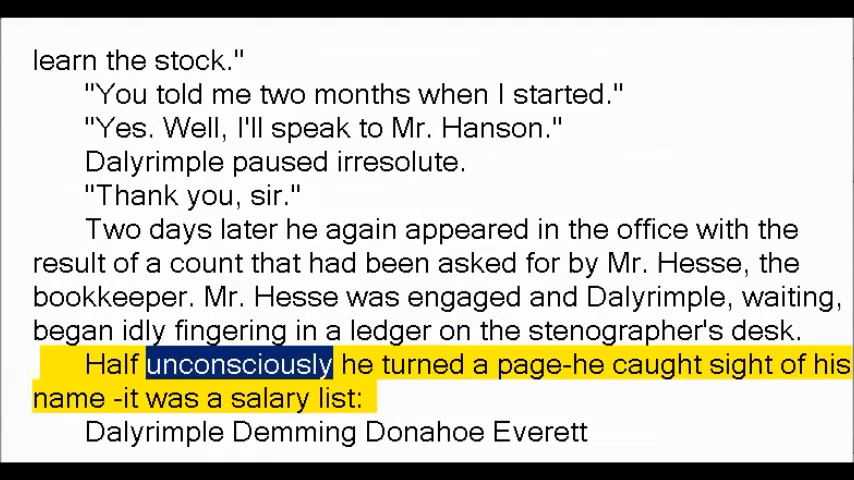 learn the stock."
"You told me two months when I started."
"Yes. Well, I'll speak to Mr. Hanson."
Dalyrimple paused irresolute.
"Thank you, sir."
Two days later he again appeared in the office with the
result of a count that had been asked for by Mr. Hesse, the
bookkeeper. Mr. Hesse was engaged and Dalyrimple, waiting,
began idly fingering in a ledger on the stenographer's desk.
Half unconsciously he turned a page-he caught sight of his
name -it was a salary list:
Dalyrimple Demming Donahoe Everett